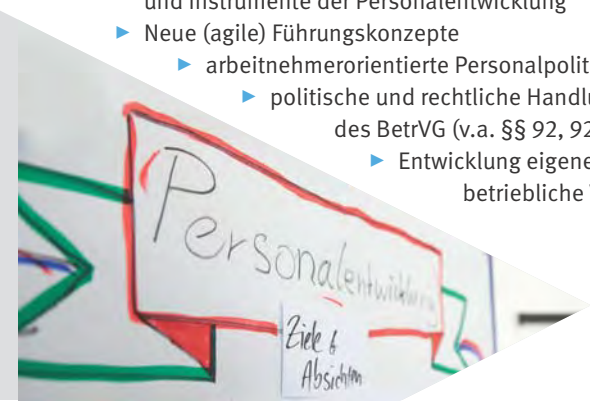 und Instrumente der Personalentwicklung
► Neue (agile) Führungskonzepte
► arbeitnehmerorientierte Personalpolit
► politische und rechtliche Handlu
des BetrVG (v.a. §§ 92, 92
► Entwicklung eigene
betriebliche
Personalentwicklung
Ziele &
Absichten